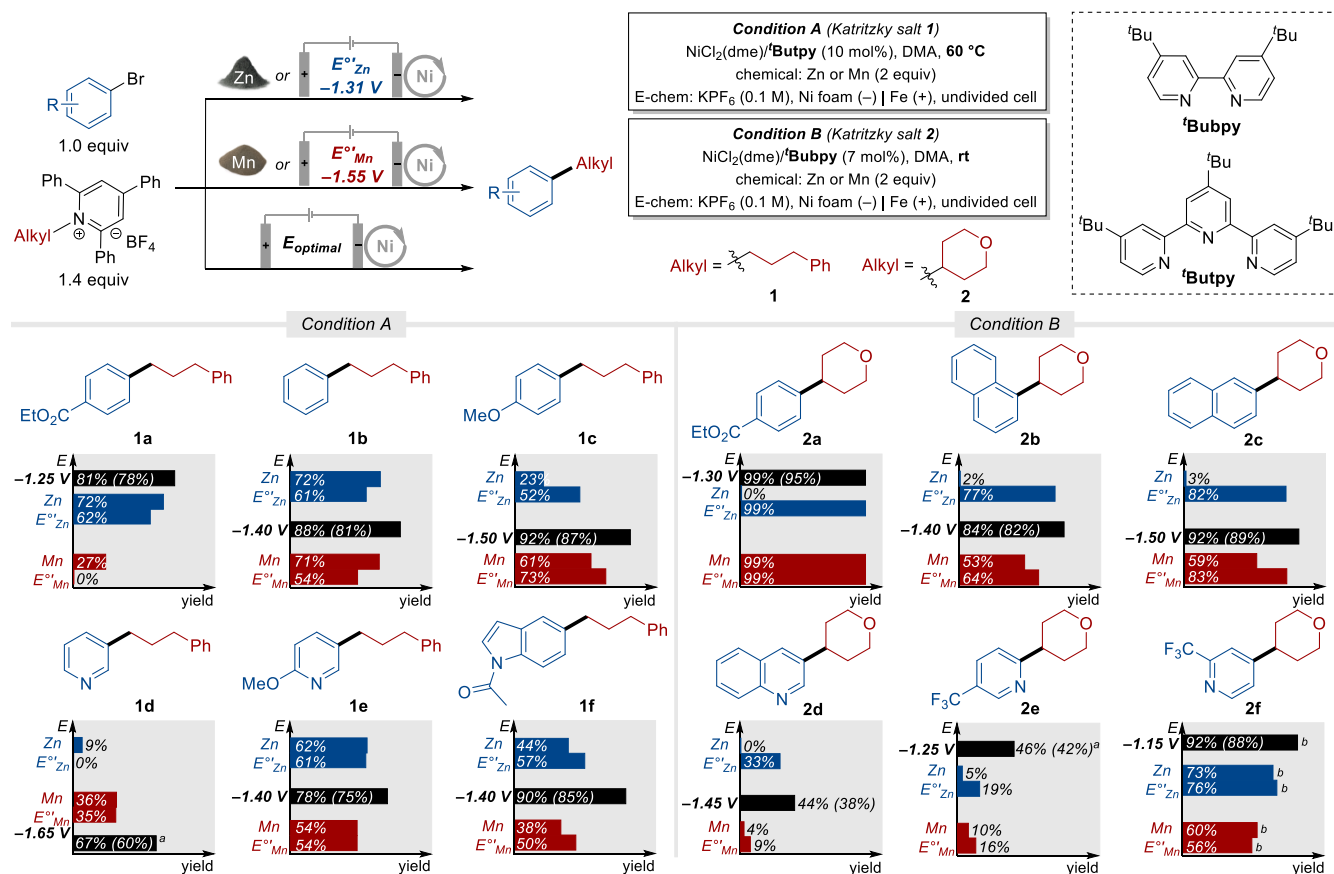 Br
R
1.0 equiv
Ph
Ph
N
+
−
BF4
Alkyl
Ph
1.4 equiv
Zn
or
+
E°'Zn
−1.31 V
−
Ni
Mn
or
+
E°'Mn
−1.55 V
−
Ni
+
Eoptimal
−
Ni
Alkyl
R
Condition A (Katritzky salt 1)
NiCl2(dme)/tButpy (10 mol%), DMA, 60 °C
chemical: Zn or Mn (2 equiv)
E-chem: KPF6 (0.1 M), Ni foam (–) | Fe (+), undivided cell
Condition B (Katritzky salt 2)
NiCl2(dme)/tBubpy (7 mol%), DMA, rt
chemical: Zn or Mn (2 equiv)
E-chem: KPF6 (0.1 M), Ni foam (–) | Fe (+), undivided cell
Alkyl =
Ph
1
Alkyl =
O
2
tBu
tBu
N
N
tBubpy
tBu
tBu
tBu
N
N
N
tButpy
Condition A
Condition B
EtO2C
Ph
1a
E
−1.25 V
81% (78%)
Zn
72%
E°'Zn
62%
Mn
27%
E°'Mn
0%
yield
Ph
1b
E
Zn
72%
E°'Zn
61%
−1.40 V
88% (81%)
Mn
71%
E°'Mn
54%
yield
MeO
Ph
1c
E
Zn
23%
E°'Zn
52%
−1.50 V
92% (87%)
Mn
61%
E°'Mn
73%
yield
EtO2C
O
2a
E
−1.30 V
99% (95%)
Zn
0%
E°'Zn
99%
Mn
99%
E°'Mn
99%
yield
O
2b
E
Zn
2%
E°'Zn
77%
−1.40 V
84% (82%)
Mn
53%
E°'Mn
64%
yield
O
2c
E
Zn
3%
E°'Zn
82%
−1.50 V
92% (89%)
Mn
59%
E°'Mn
83%
yield
N
Ph
1d
E
Zn
9%
E°'Zn
0%
Mn
36%
E°'Mn
35%
−1.65 V
67% (60%) a
yield
MeO
N
Ph
1e
E
Zn
62%
E°'Zn
61%
−1.40 V
78% (75%)
Mn
54%
E°'Mn
54%
yield
N
O
Ph
1f
E
Zn
44%
E°'Zn
57%
−1.40 V
90% (85%)
Mn
38%
E°'Mn
50%
yield
N
O
2d
E
Zn
0%
E°'Zn
33%
−1.45 V
44% (38%)
Mn
4%
E°'Mn
9%
yield
F3C
N
O
2e
E
−1.25 V
46% (42%)a
Zn
5%
E°'Zn
19%
Mn
10%
E°'Mn
16%
yield
F3C
N
O
2f
E
−1.15 V
92% (88%) b
Zn
73% b
E°'Zn
76% b
Mn
60% b
E°'Mn
56% b
yield